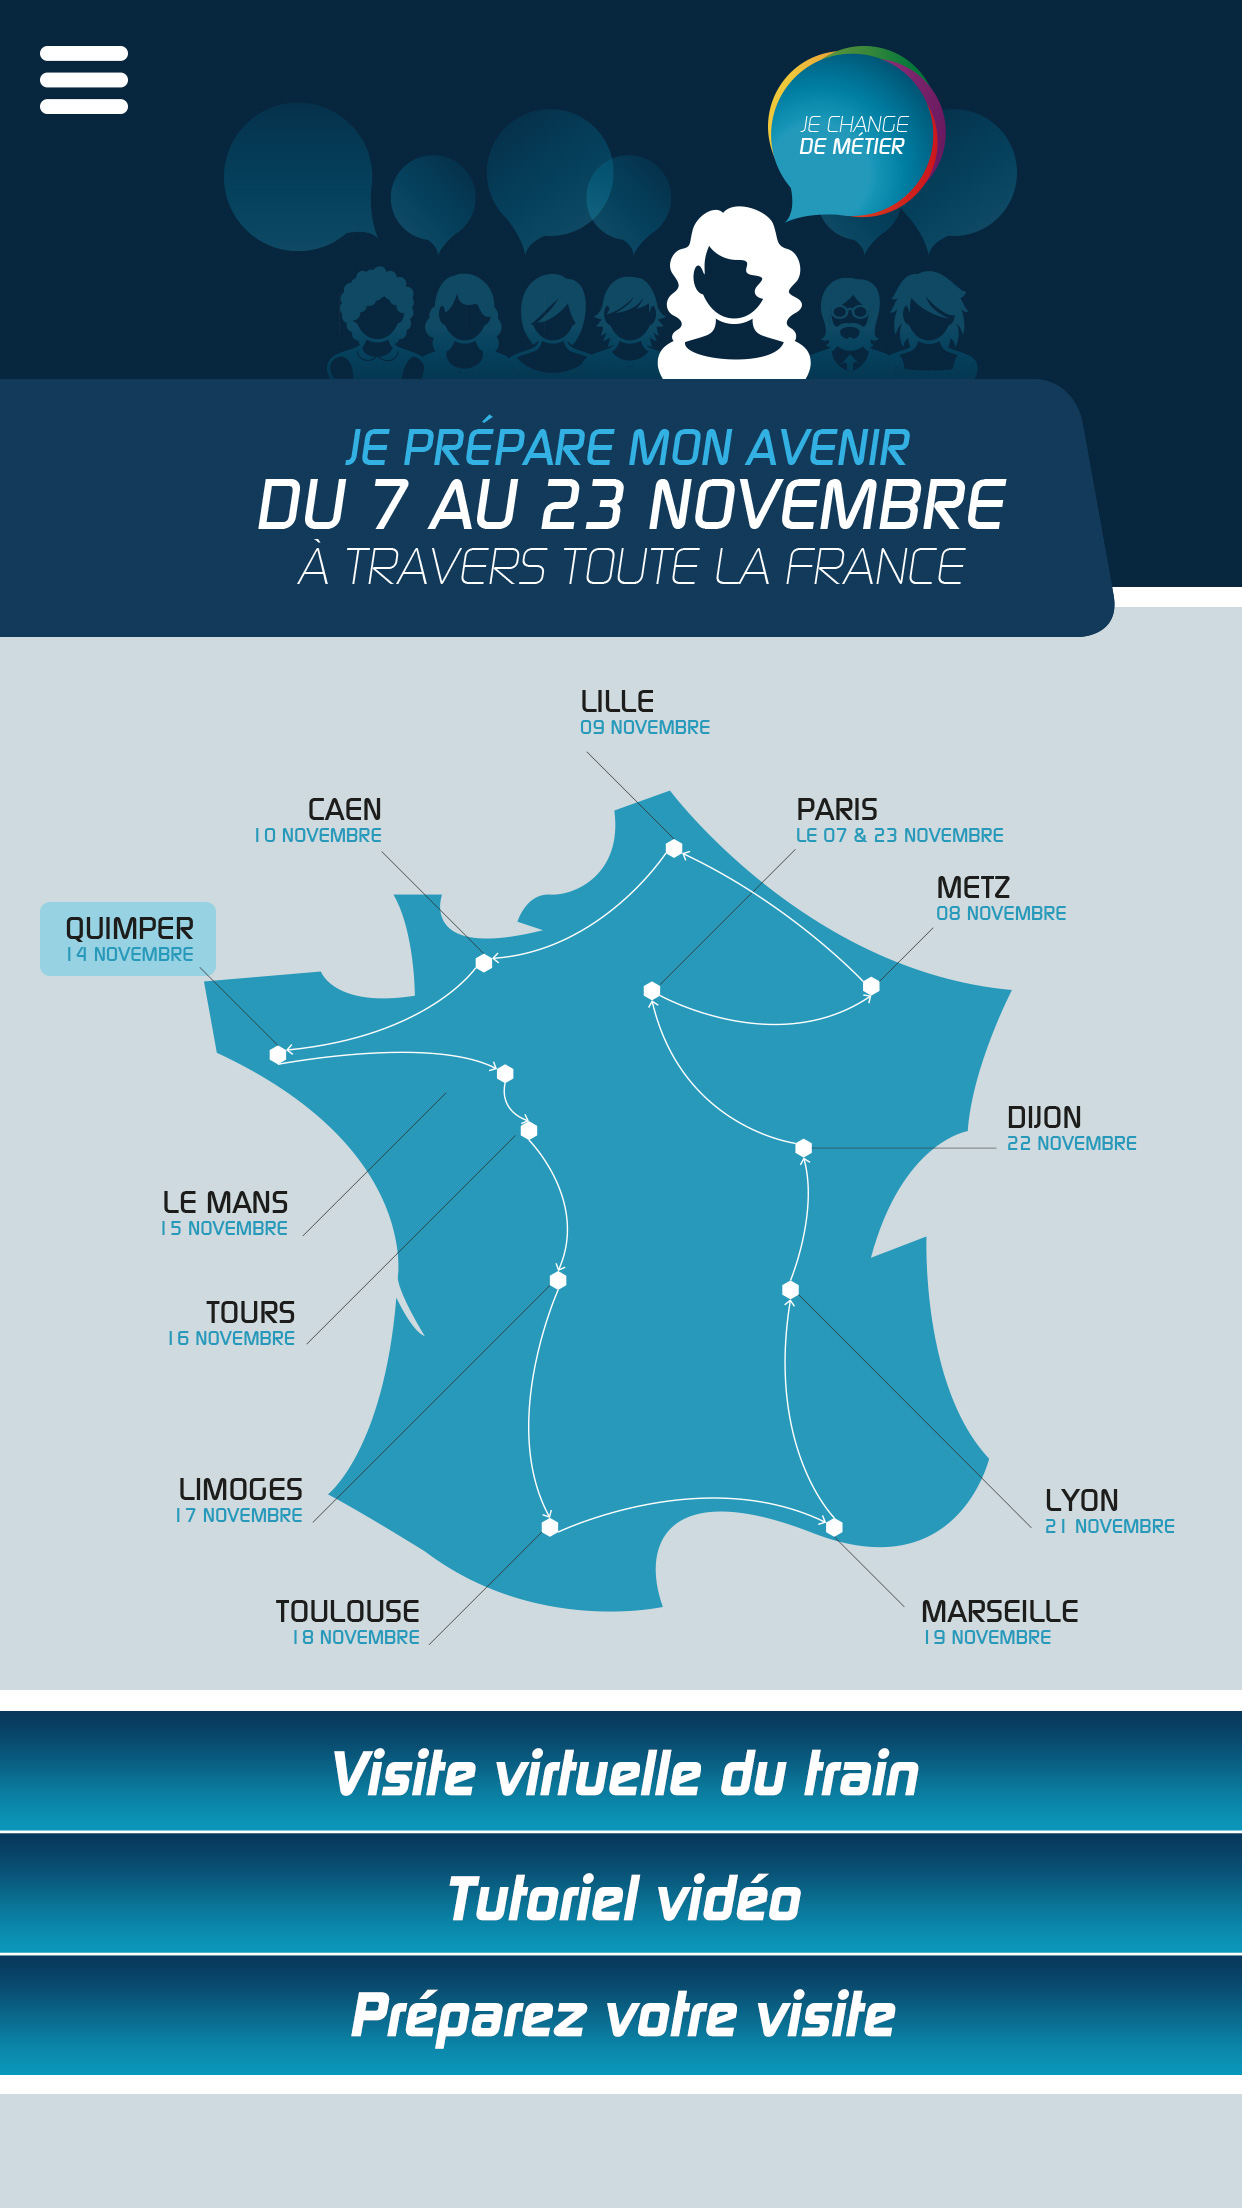 JE CHANGE
DE MÉTIER
JE PRÉPARE MON AVENIR
DU 7 AU 23 NOVEMBRE
À TRAVERS TOUTE LA FRANCE
LILLE
09 NOVEMBRE
CAEN
10 NOVEMBRE
PARIS
LE 07 & 23 NOVEMBRE
METZ
08 NOVEMBRE
QUIMPER
14 NOVEMBRE
DIJON
22 NOVEMBRE
LE MANS
15 NOVEMBRE
TOURS
16 NOVEMBRE
LIMOGES
17 NOVEMBRE
LYON
21 NOVEMBRE
TOULOUSE
18 NOVEMBRE
MARSEILLE
19 NOVEMBRE
Visite virtuelle du train
Tutoriel vidéo
Préparez votre visite